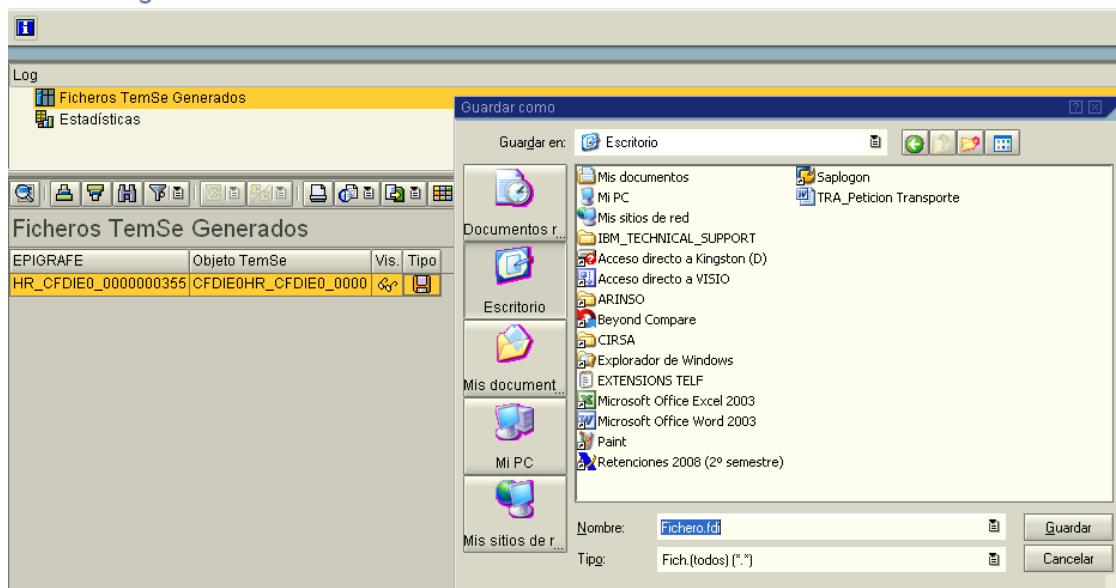 Log
Ficheros TemSe Generados
Estadísticas
Ficheros TemSe Generados
EPIGRAFE Objeto TemSe Vis. Tipo
HR_CFDIE0_0000000355 CFDIE0HR_CFDIE0_0000
Guardar como
Guardar en: Escritorio
Documentos r...
Escritorio
Mis document...
Mi PC
Mis sitios de r...
Mis documentos
Mi PC
Mis sitios de red
IBM_TECHNICAL_SUPPORT
Acceso directo a Kingston (D)
Acceso directo a VISIO
ARINSO
Beyond Compare
CIRSA
Explorador de Windows
EXTENSIONS TELF
Microsoft Office Excel 2003
Microsoft Office Word 2003
Paint
Retenciones 2008 (2º semestre)
Saplogon
TRA_Peticion Transporte
Nombre: Fichero.fdi Guardar
Tipo: Fich.(todos) (*.*) Cancelar